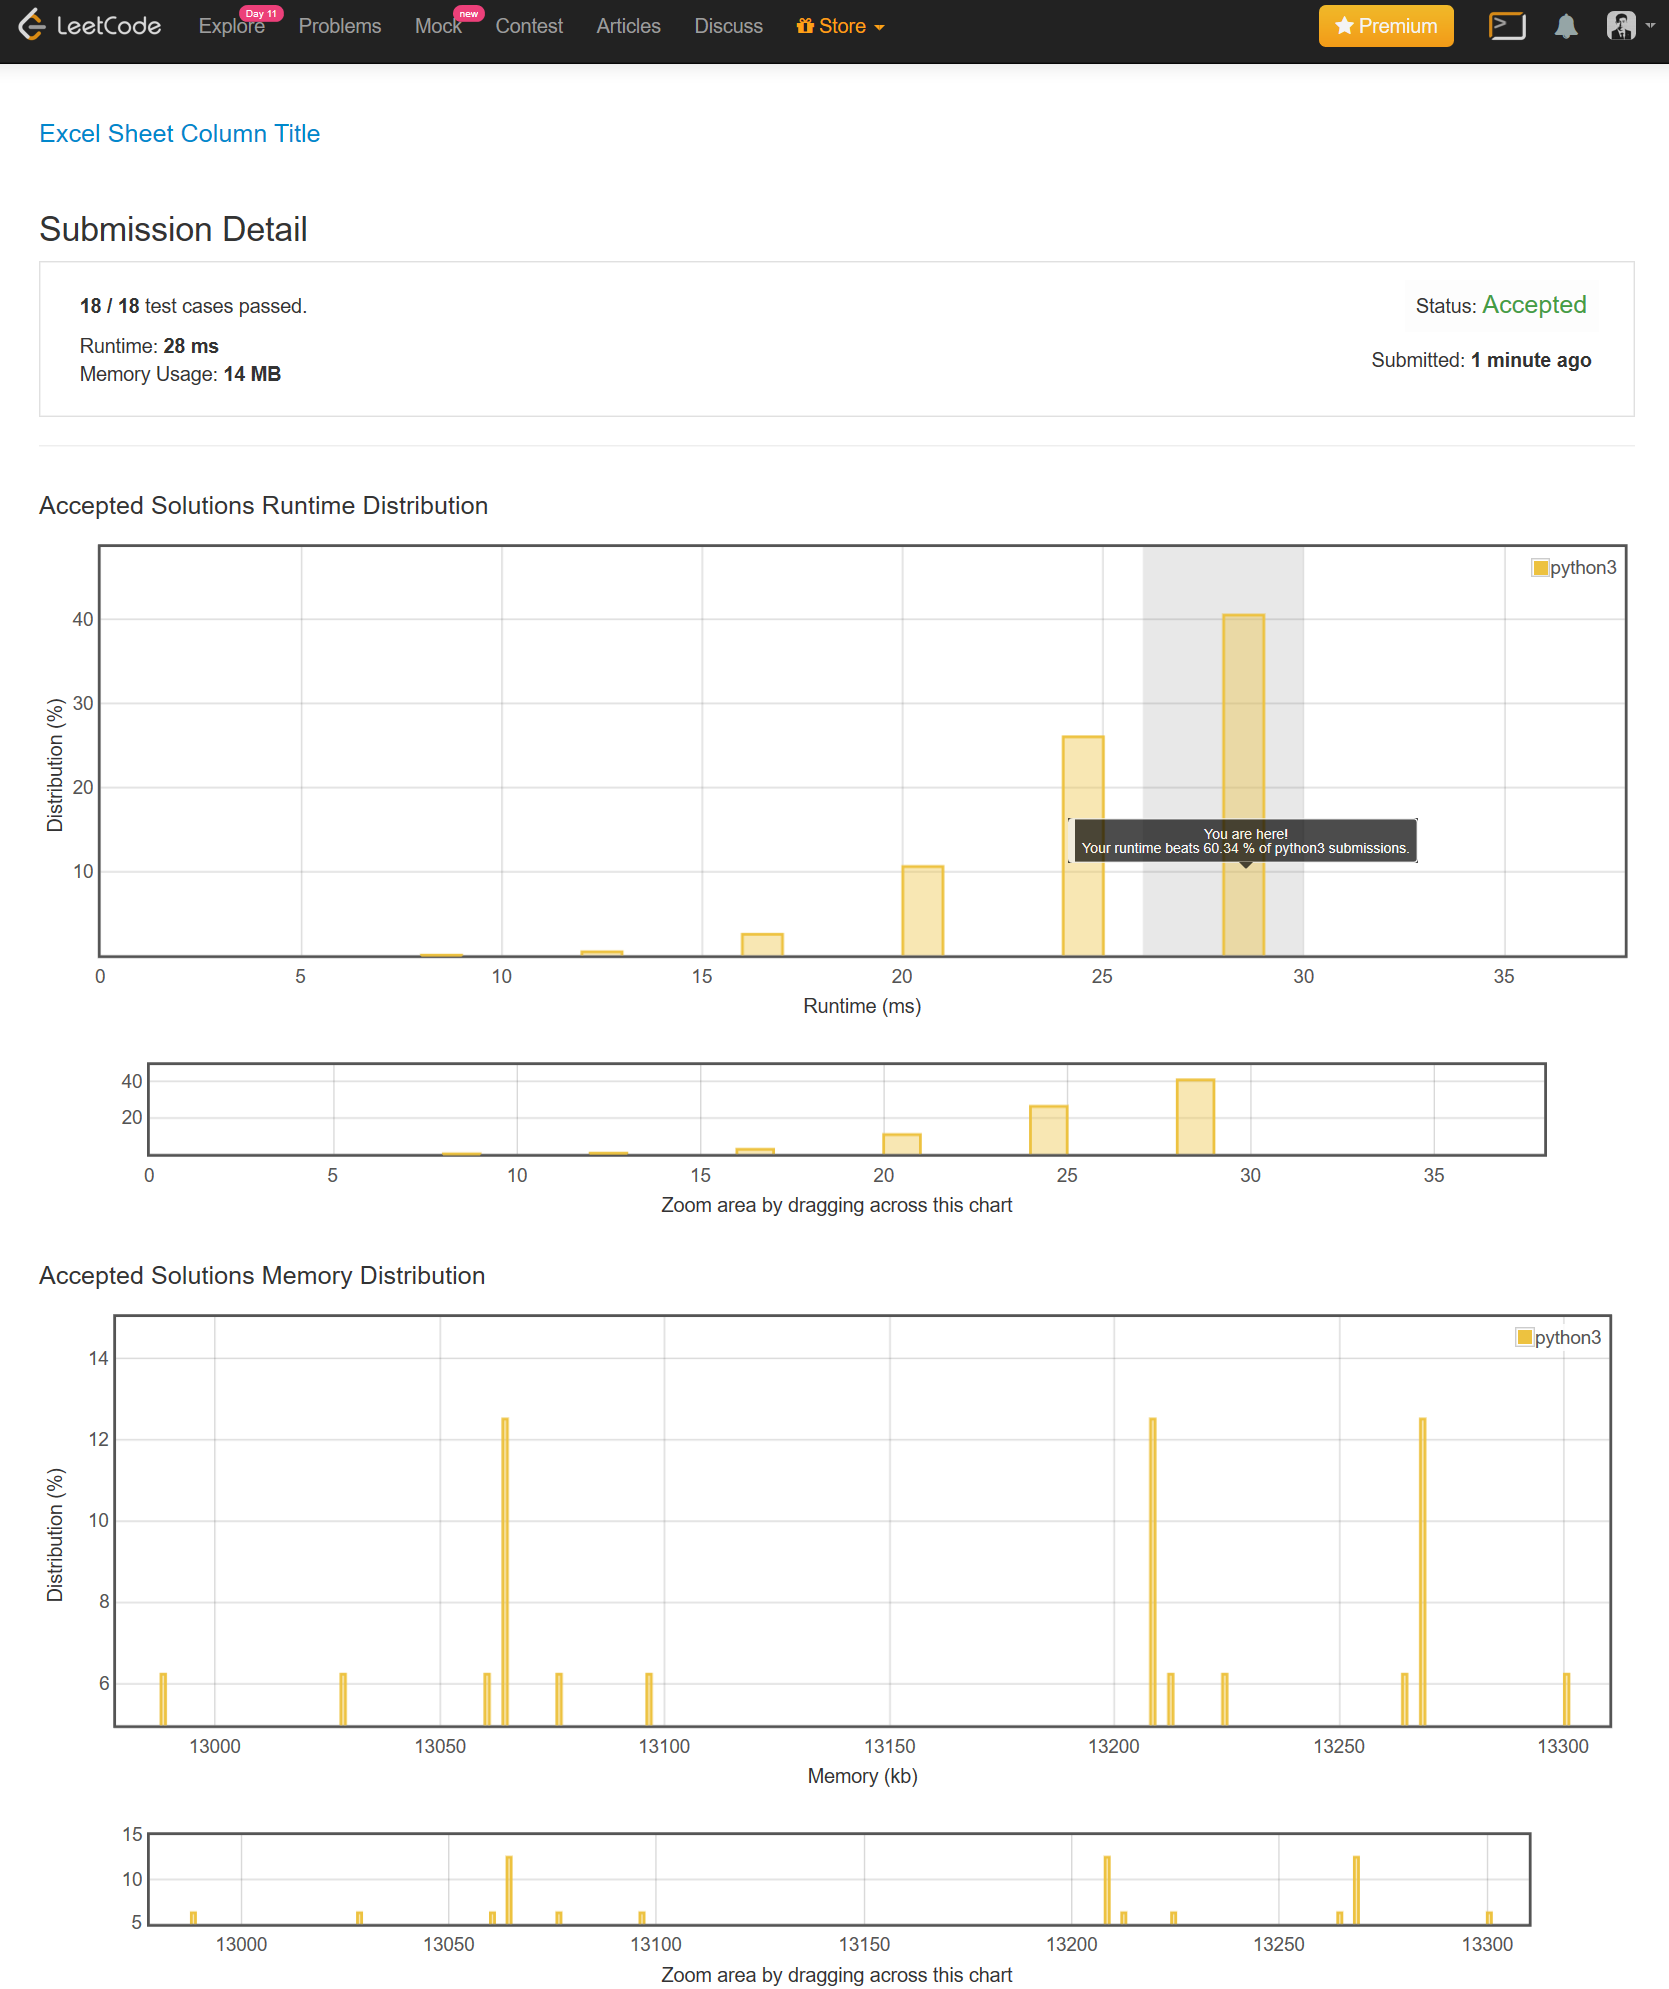 LeetCode
Explore Day 11
Problems
Mock new
Contest
Articles
Discuss
Store
Premium
Excel Sheet Column Title
Submission Detail
18 / 18 test cases passed.
Status: Accepted
Runtime: 28 ms
Submitted: 1 minute ago
Memory Usage: 14 MB
Accepted Solutions Runtime Distribution
python3
40
30
20
10
Distribution (%)
You are here!
Your runtime beats 60.34 % of python3 submissions.
0 5 10 15 20 25 30 35
Runtime (ms)
40
20
0 5 10 15 20 25 30 35
Zoom area by dragging across this chart
Accepted Solutions Memory Distribution
python3
14
12
10
8
6
Distribution (%)
13000 13050 13100 13150 13200 13250 13300
Memory (kb)
15
10
5
13000 13050 13100 13150 13200 13250 13300
Zoom area by dragging across this chart